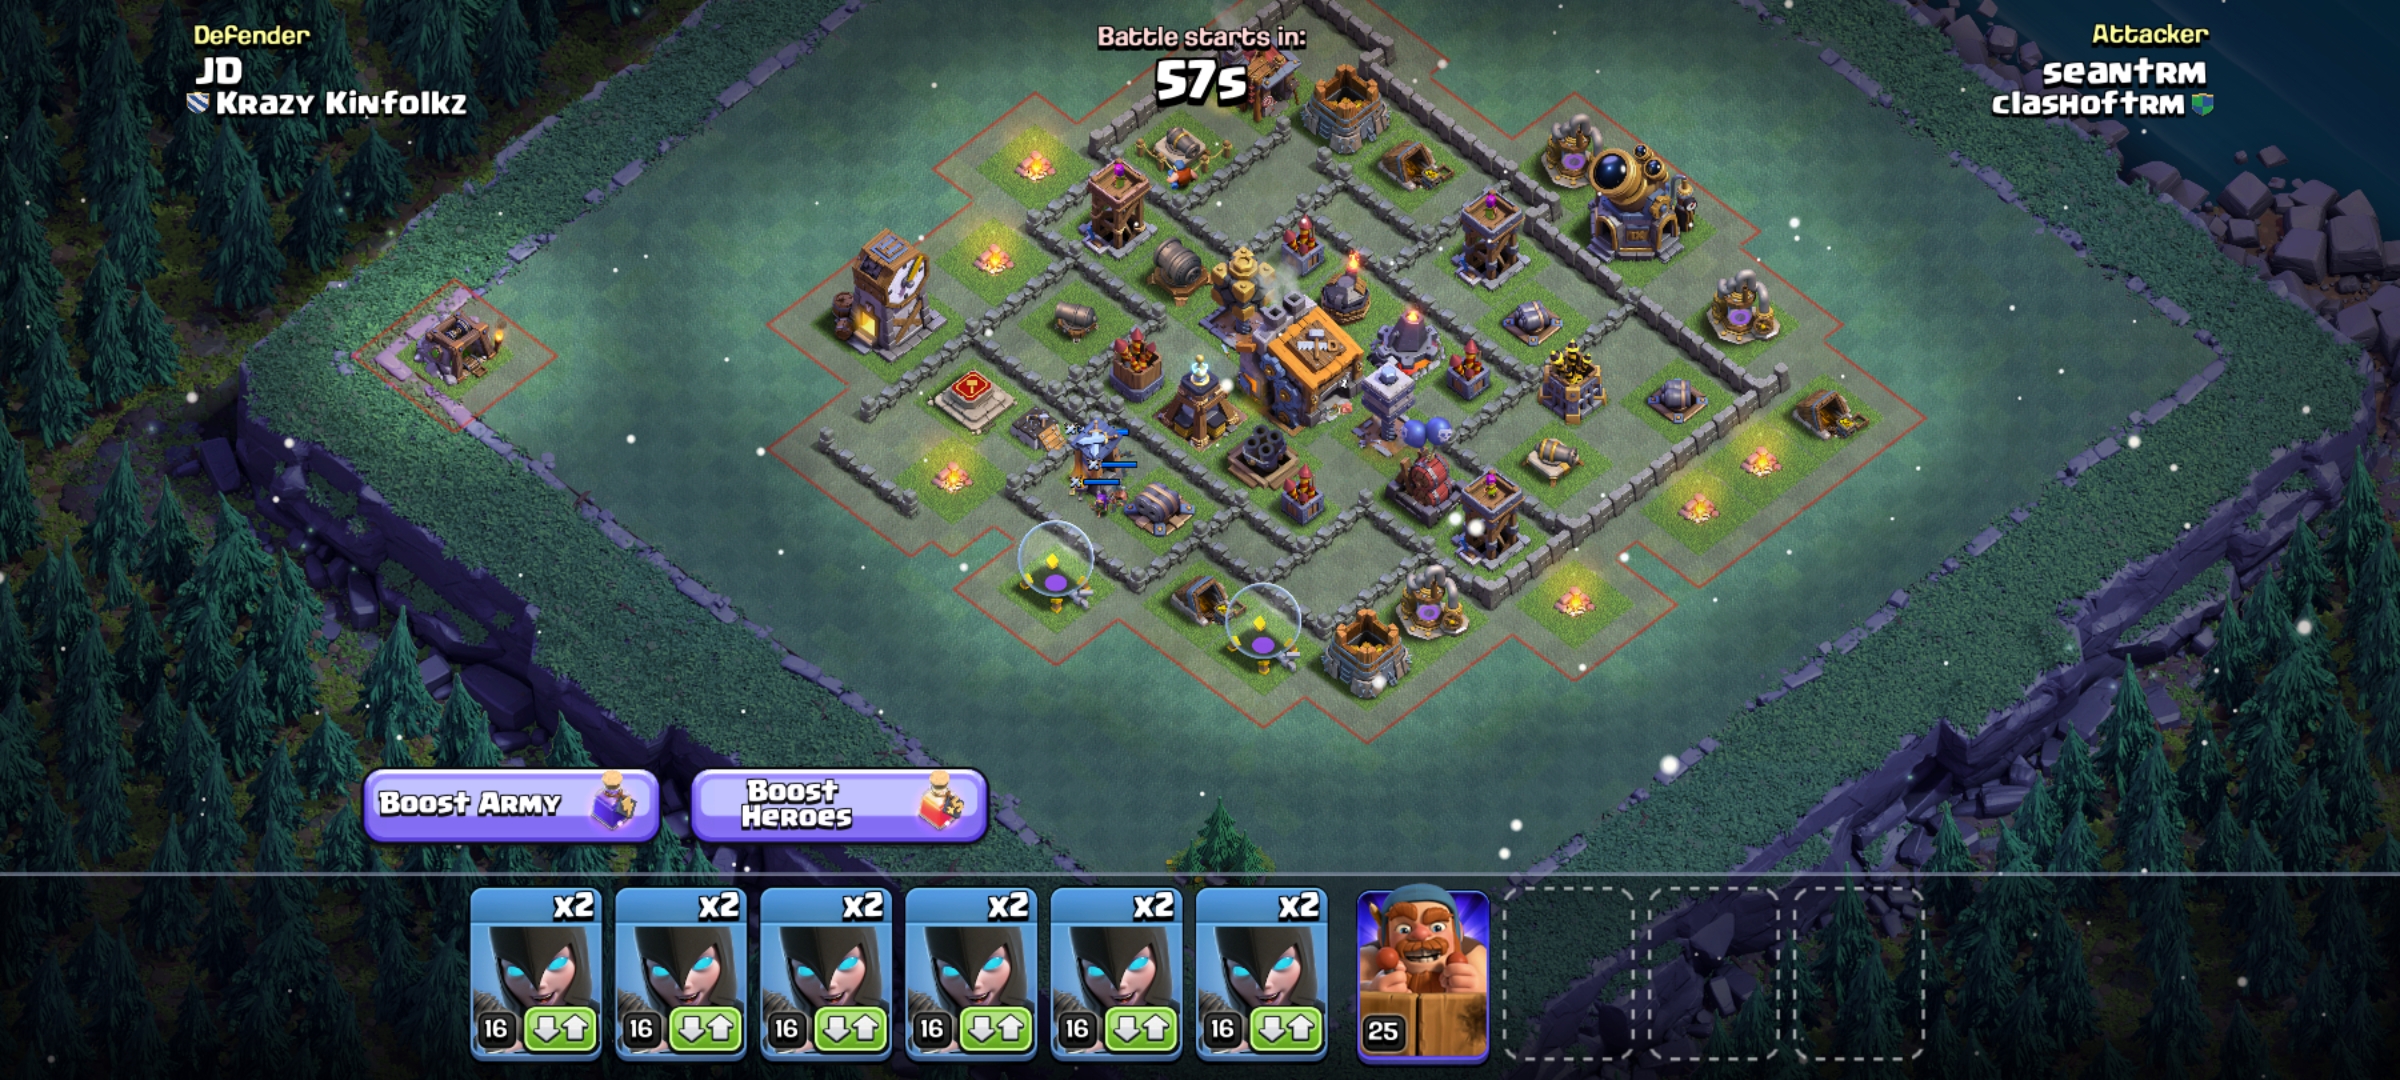 Defender
JD
Krazy Kinfolkz
Battle starts in:
57s
Attacker
seantRM
clashoftRM
Boost Army
Boost
Heroes
x2
x2
x2
x2
x2
x2
16
16
16
16
16
16
25